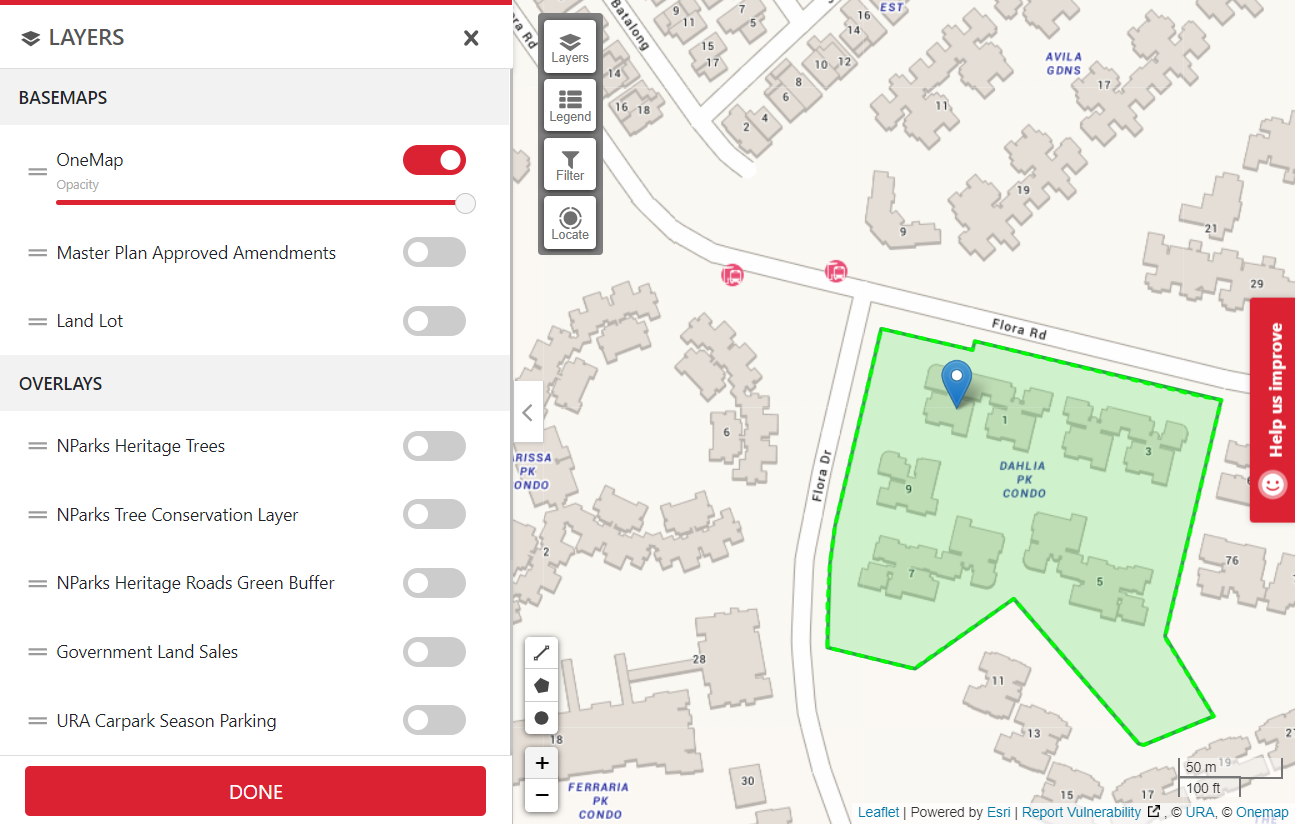 LAYERS
BASEMAPS
OneMap
Opacity
Master Plan Approved Amendments
Land Lot
OVERLAYS
NParks Heritage Trees
NParks Tree Conservation Layer
NParks Heritage Roads Green Buffer
Government Land Sales
URA Carpark Season Parking
DONE
Layers
Legend
Filter
Locate
ra Rd
Batalong
EST
9
11
7
5
15
17
14
16
18
16
14
10
12
8
6
4
2
AVILA
GDNS
17
11
19
9
21
29
Flora Rd
Flora Dr
1
3
DAHLIA
PK
CONDO
9
7
5
6
RISSA
PK
ONDO
2
76
28
18
30
FERRARIA
PK
CONDO
11
13
15
17
19
Help us improve
+
−
50 m
100 ft
Leaflet | Powered by Esri | Report Vulnerability , © URA, © Onemap